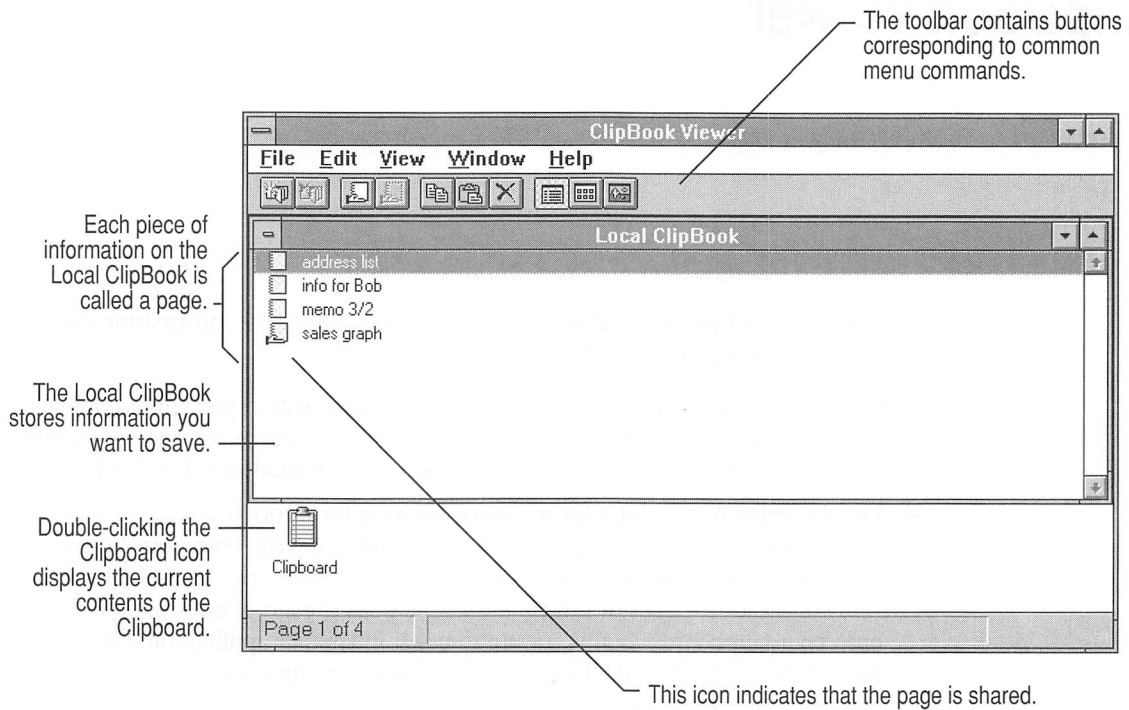 The toolbar contains buttons
corresponding to common
menu commands.
ClipBook Viewer
File Edit View Window Help
Each piece of
information on the
Local ClipBook is
called a page.
Local ClipBook
address list
info for Bob
memo 3/2
sales graph
The Local ClipBook
stores information you
want to save.
Double-clicking the
Clipboard icon
displays the current
contents of the
Clipboard.
Clipboard
Page 1 of 4
This icon indicates that the page is shared.